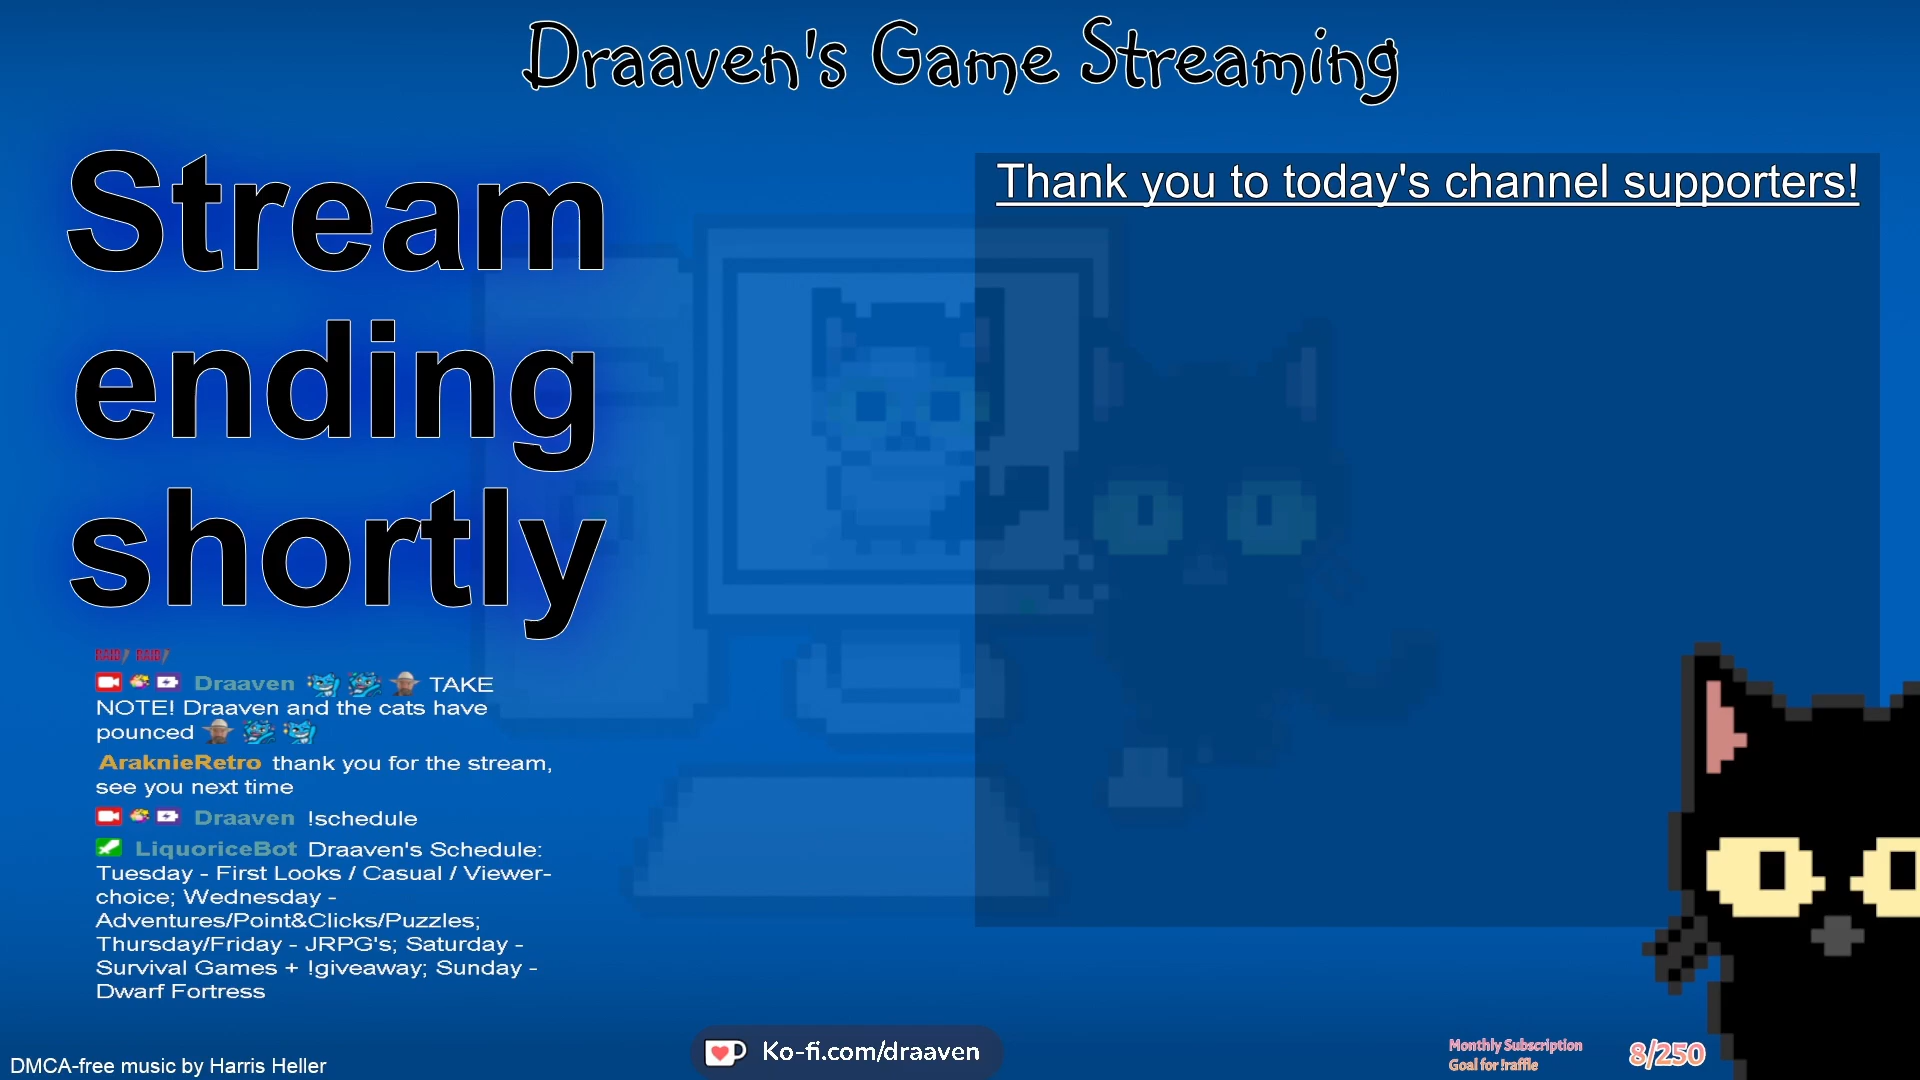 Draaven's Game Streaming
Stream
ending
shortly
Thank you to today's channel supporters!
RAID RAID
Draaven TAKE
NOTE! Draaven and the cats have
pounced
AraknieRetro thank you for the stream,
see you next time
Draaven !schedule
LiquoriceBot Draaven's Schedule:
Tuesday - First Looks / Casual / Viewer-
choice; Wednesday -
Adventures/Point&Clicks/Puzzles;
Thursday/Friday - JRPG's; Saturday -
Survival Games + !giveaway; Sunday -
Dwarf Fortress
DMCA-free music by Harris Heller
Ko-fi.com/draaven
Monthly Subscription
Goal for !raffle
8/250